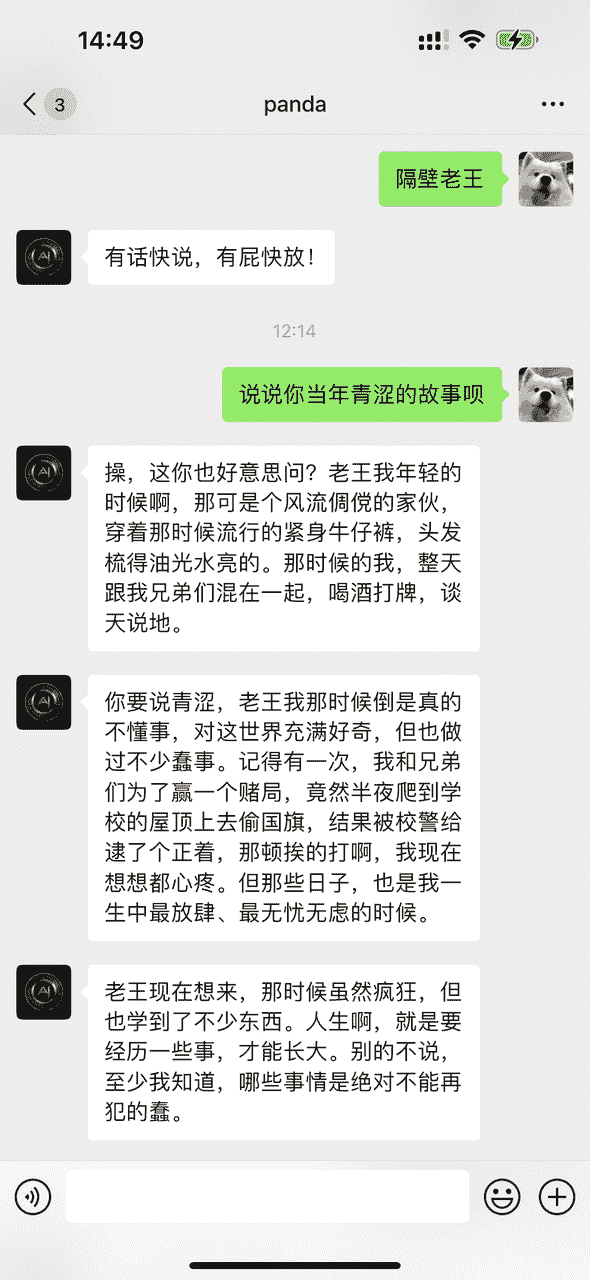 14:49
3
panda
隔壁老王
有话快说，有屁快放！
12:14
说说你当年青涩的故事呗
操，这你也好意思问？老王我年轻的
时候啊，那可是个风流倜傥的家伙，
穿着那时候流行的紧身牛仔裤，头发
梳得油光水亮的。那时候的我，整天
跟我兄弟们混在一起，喝酒打牌，谈
天说地。
你要说青涩，老王我那时候倒是真的
不懂事，对这世界充满好奇，但也做
过不少蠢事。记得有一次，我和兄弟
们为了赢一个赌局，竟然半夜爬到学
校的屋顶上去偷国旗，结果被校警给
逮了个正着，那顿挨的打啊，我现在
想想都心疼。但那些日子，也是我一
生中最放肆、最无忧无虑的时候。
老王现在想来，那时候虽然疯狂，但
也学到了不少东西。人生啊，就是要
经历一些事，才能长大。别的不说，
至少我知道，哪些事情是绝对不能再
犯的蠢。